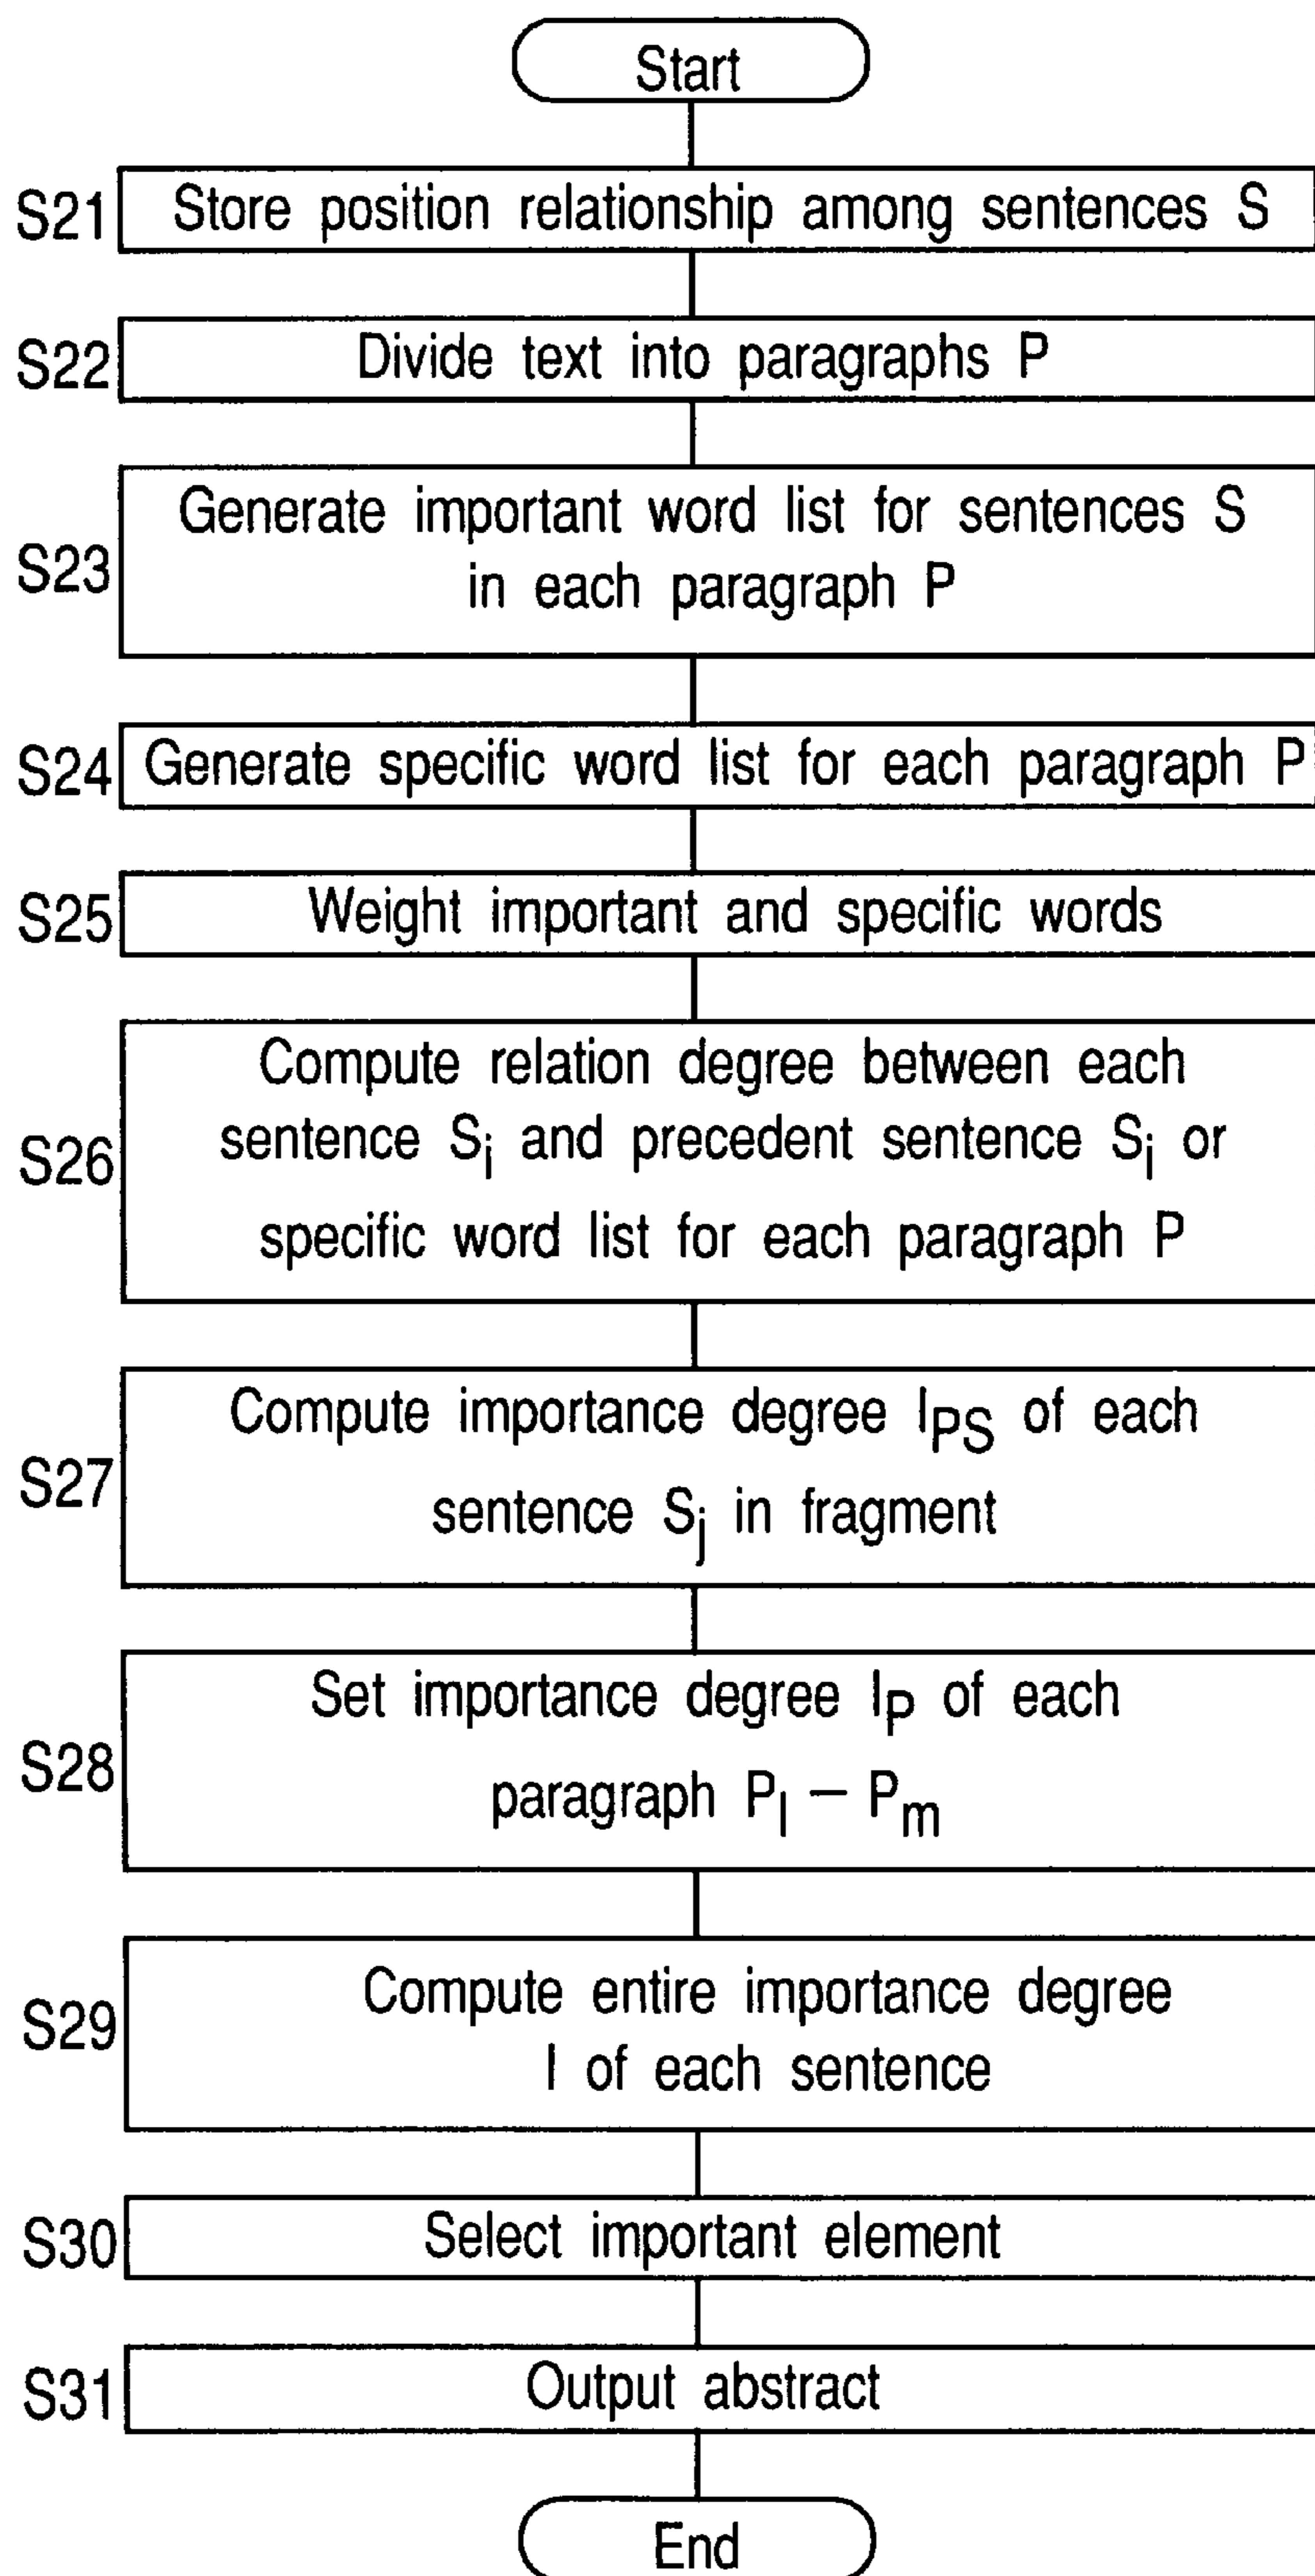 Start
S21 Store position relationship among sentences S
S22 Divide text into paragraphs P
Generate important word list for sentences S
S23
in each paragraph P
S24 Generate specific word list for each paragraph P
S25 Weight important and specific words
Compute relation degree between each
S26 sentence Si and precedent sentence Si or
specific word list for each paragraph P
Compute importance degree IPS of each
S27
sentence Sj in fragment
Set importance degree IP of each
S28
paragraph Pl – Pm
Compute entire importance degree
S29
I of each sentence
S30 Select important element
S31 Output abstract
End